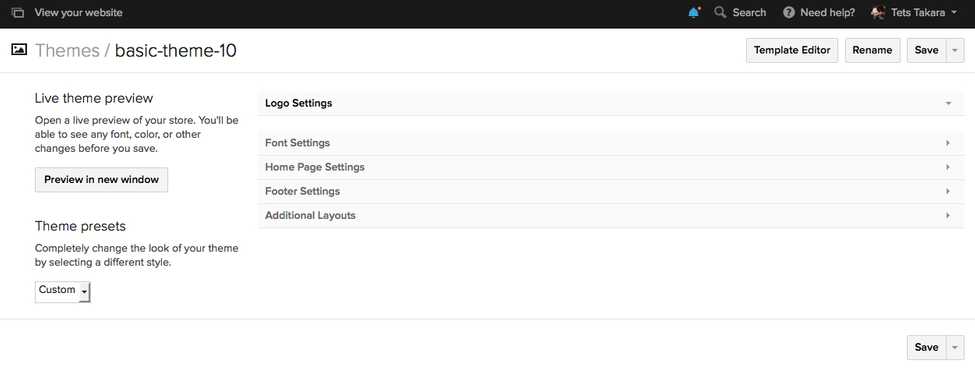 View your website
Search
Need help?
Tets Takara
Themes / basic-theme-10
Template Editor
Rename
Save
Live theme preview
Open a live preview of your store. You'll be
able to see any font, color, or other
changes before you save.
Preview in new window
Theme presets
Completely change the look of your theme
by selecting a different style.
Custom
Logo Settings
Font Settings
Home Page Settings
Footer Settings
Additional Layouts
Save